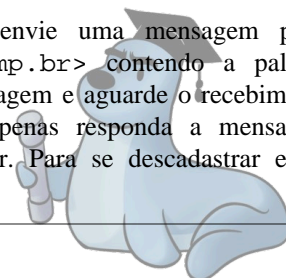 envie uma mensagem p
mp.br> contendo a pal
agem e aguarde o recebim
penas responda a mensa
r. Para se descadastrar e